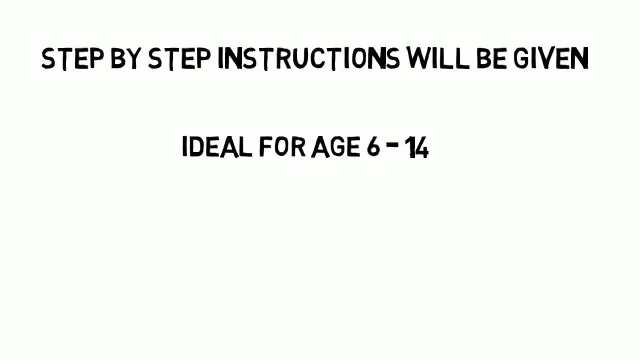 STEP BY STEP INSTRUCTIONS WILL BE GIVEN
IDEAL FOR AGE 6 - 14